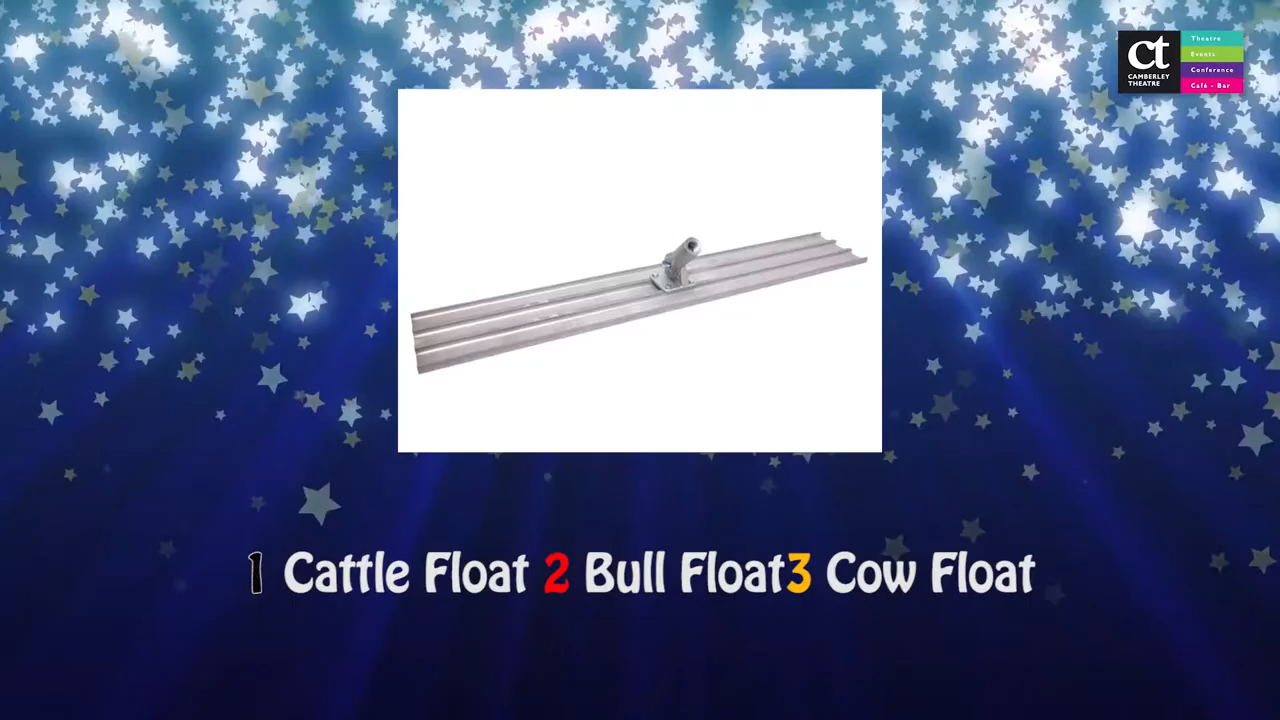 ct
CAMBERLEY
THEATRE
Theatre
Events
Conference
Café - Bar
1 Cattle Float 2 Bull Float3 Cow Float